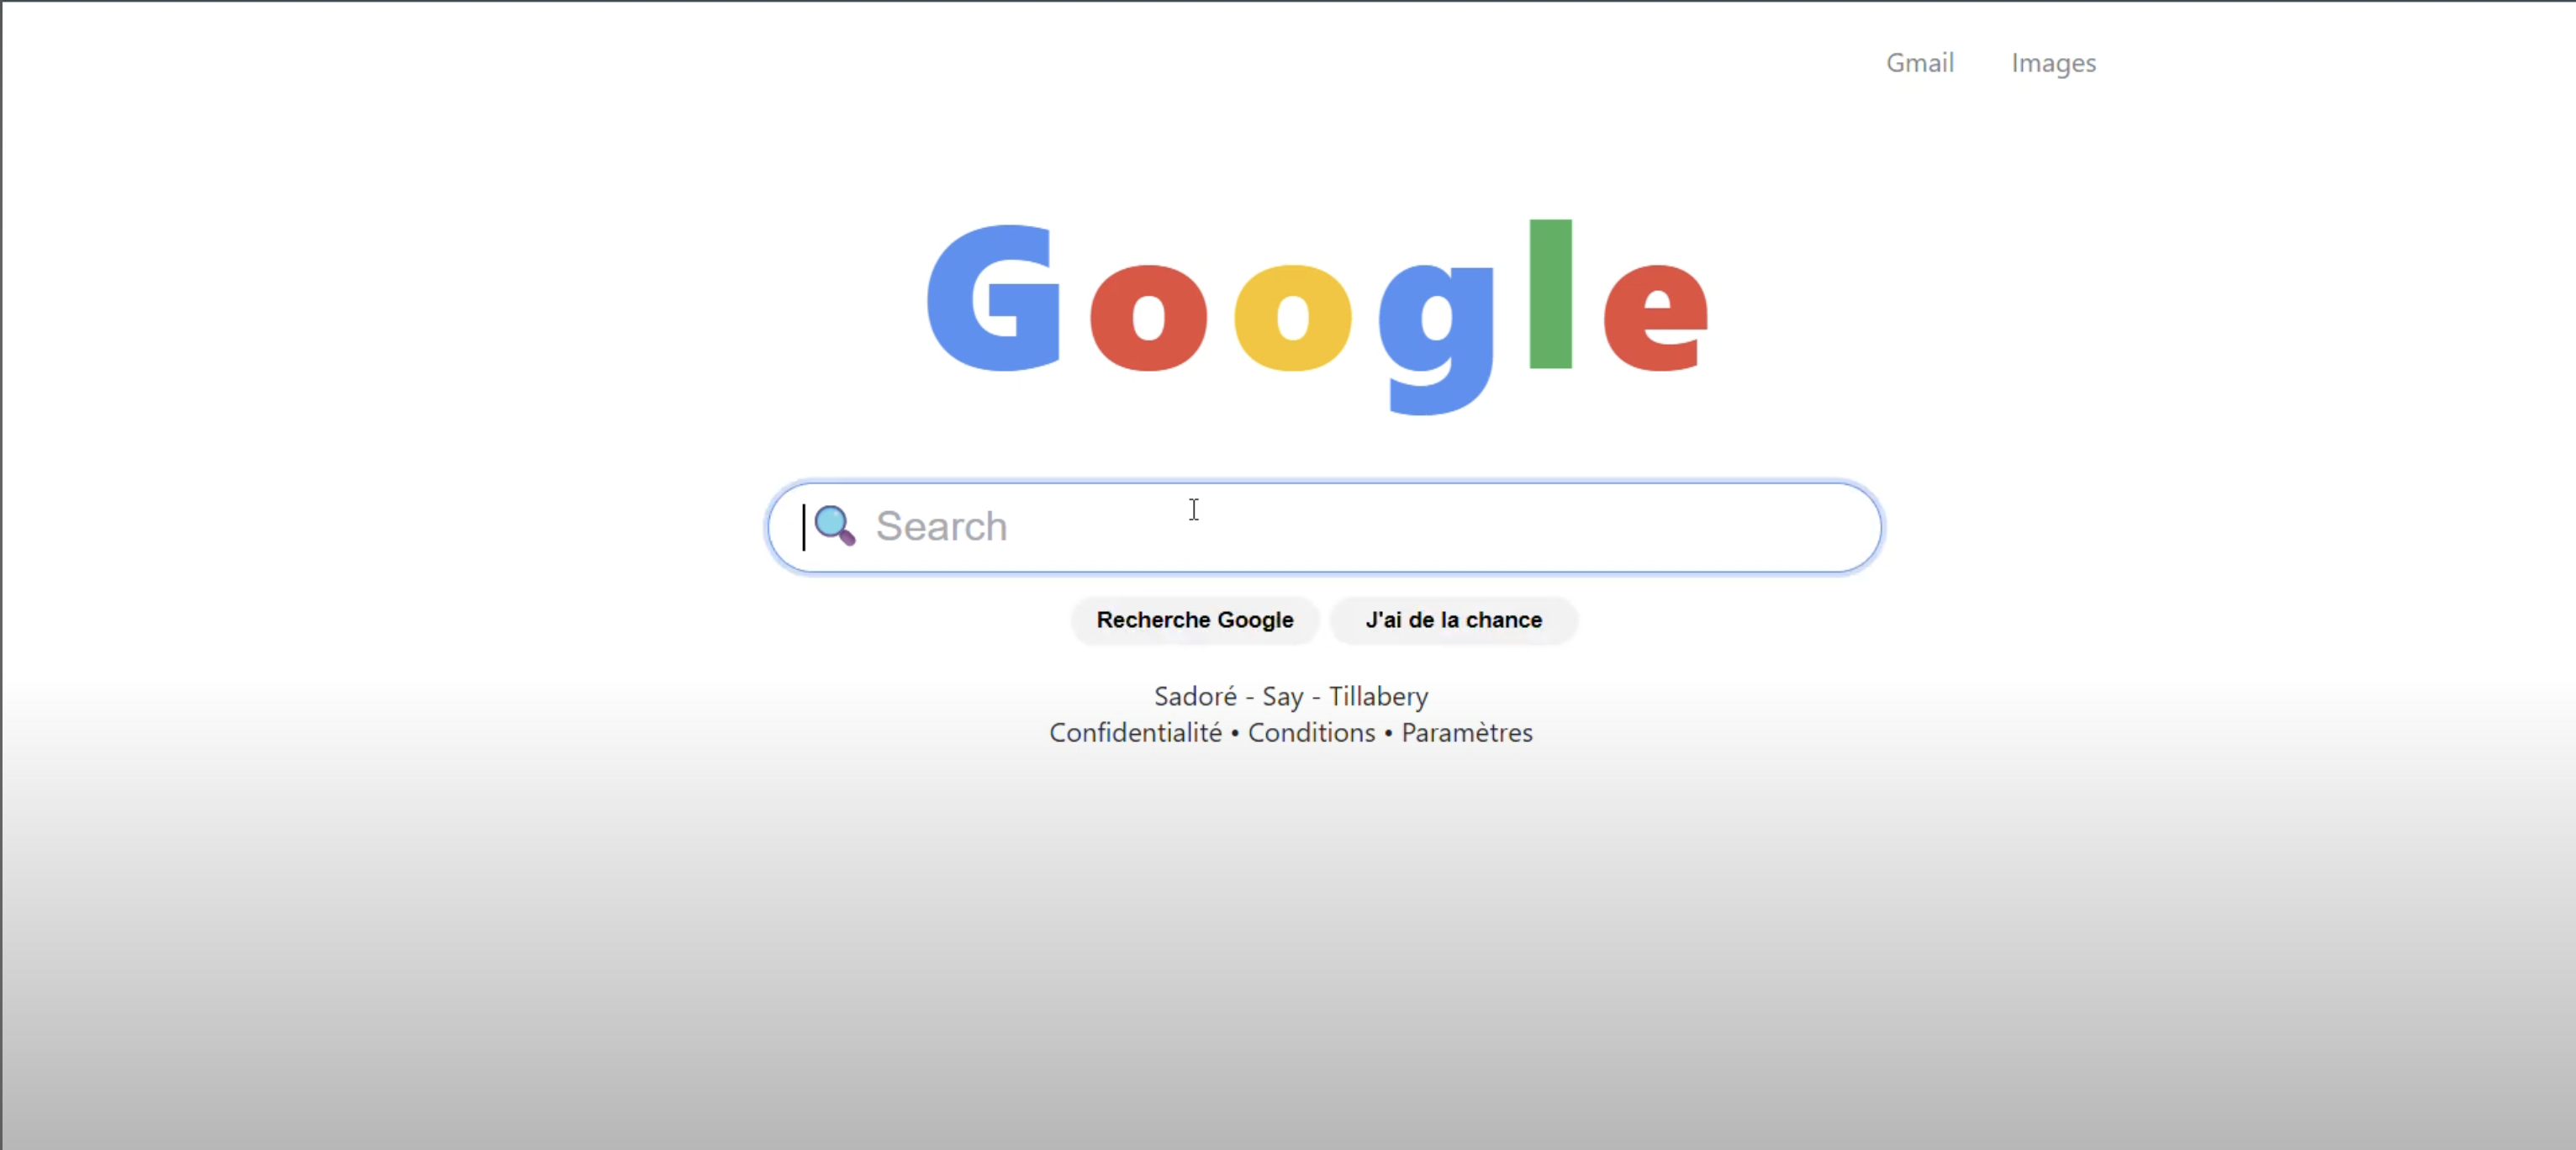 Gmail Images
Google
🔍 Search
Recherche Google J'ai de la chance
Sadoré - Say - Tillabery
Confidentialité • Conditions • Paramètres